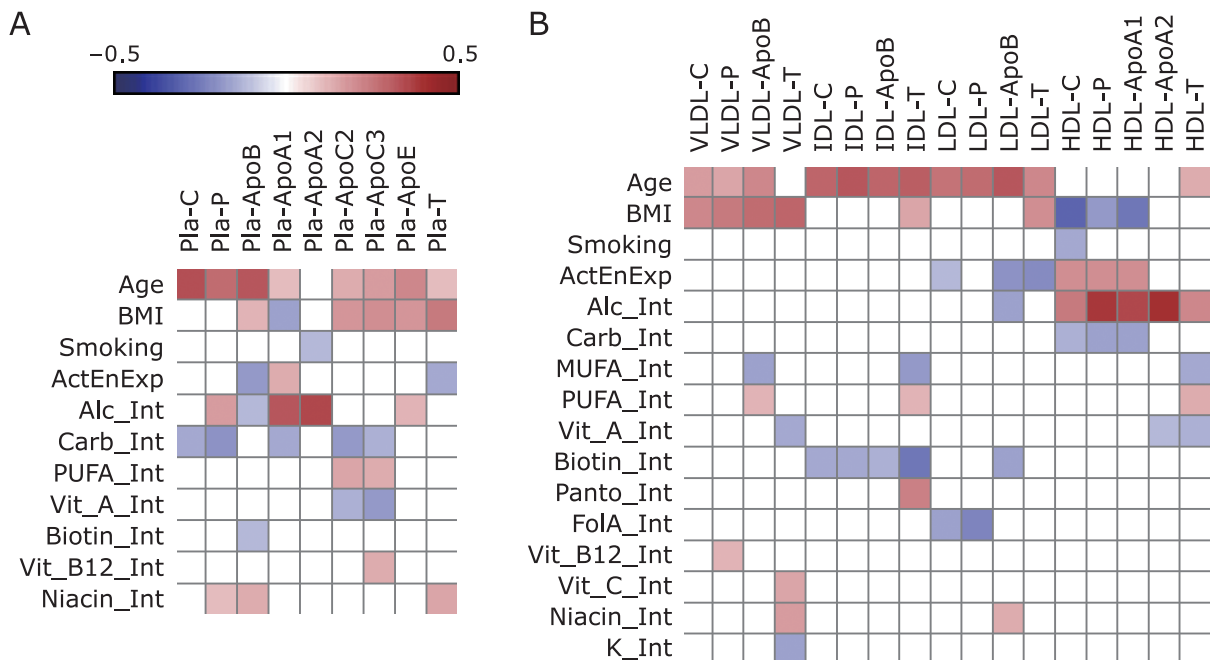 A
−0.5
0.5
Pla-C
Pla-P
Pla-ApoB
Pla-ApoA1
Pla-ApoA2
Pla-ApoC2
Pla-ApoC3
Pla-ApoE
Pla-T
Age
BMI
Smoking
ActEnExp
Alc_Int
Carb_Int
PUFA_Int
Vit_A_Int
Biotin_Int
Vit_B12_Int
Niacin_Int
B
VLDL-C
VLDL-P
VLDL-ApoB
VLDL-T
IDL-C
IDL-P
IDL-ApoB
IDL-T
LDL-C
LDL-P
LDL-ApoB
LDL-T
HDL-C
HDL-P
HDL-ApoA1
HDL-ApoA2
HDL-T
Age
BMI
Smoking
ActEnExp
Alc_Int
Carb_Int
MUFA_Int
PUFA_Int
Vit_A_Int
Biotin_Int
Panto_Int
FolA_Int
Vit_B12_Int
Vit_C_Int
Niacin_Int
K_Int